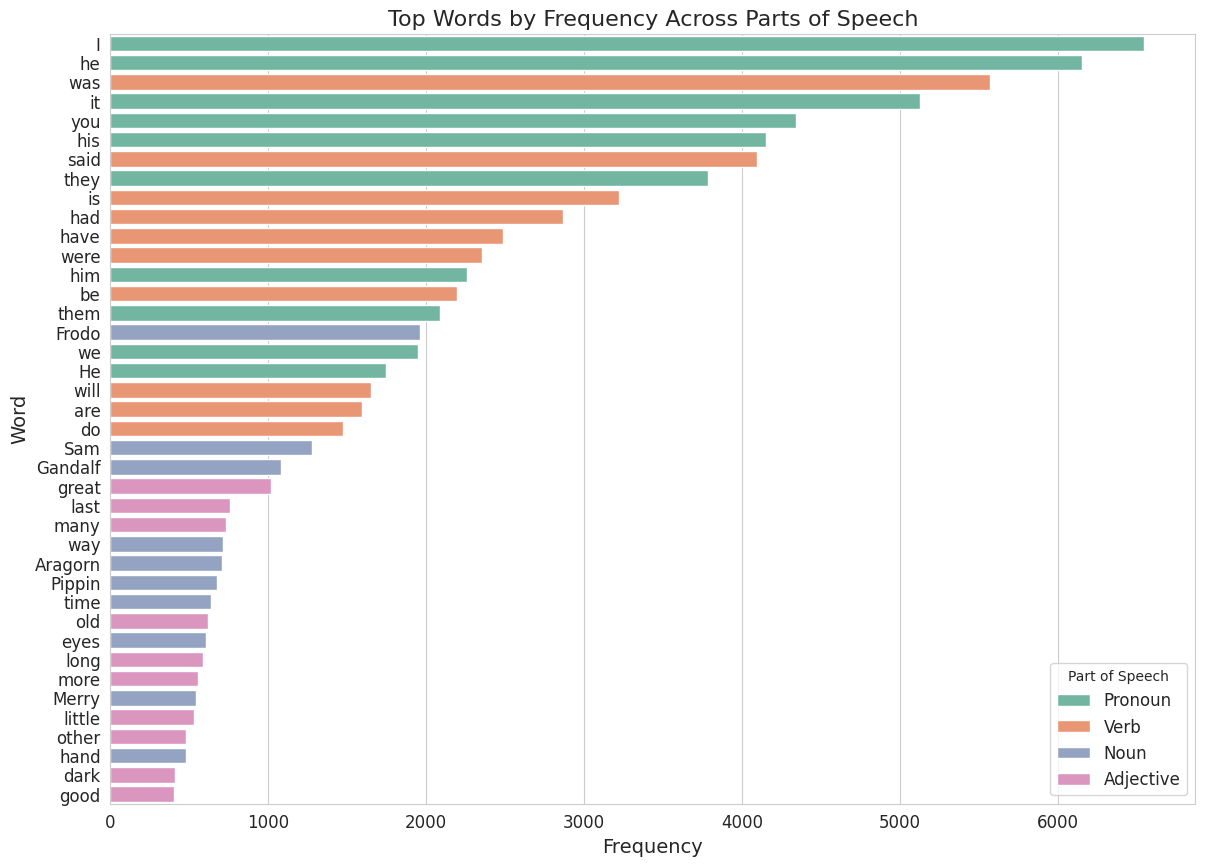 Top Words by Frequency Across Parts of Speech
I
he
was
it
you
his
said
they
is
had
have
were
him
be
them
Frodo
we
He
will
are
do
Sam
Gandalf
great
last
many
way
Aragorn
Pippin
time
old
eyes
long
more
Merry
little
other
hand
dark
good
Word
Part of Speech
Pronoun
Verb
Noun
Adjective
0 1000 2000 3000 4000 5000 6000
Frequency